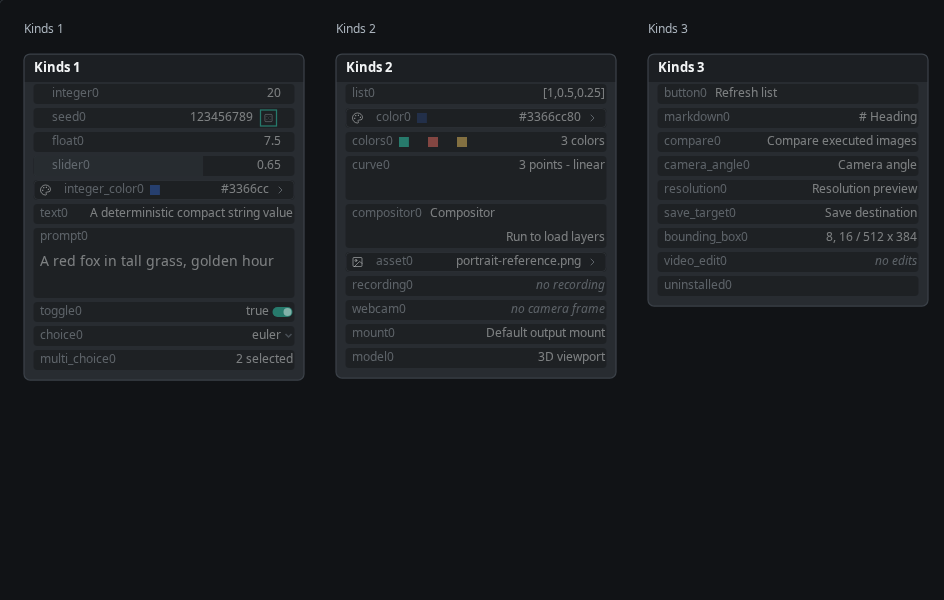 Kinds 1
Kinds 1
integer0 20
seed0 123456789
float0 7.5
slider0 0.65
integer_color0 #3366cc
text0 A deterministic compact string value
prompt0
A red fox in tall grass, golden hour
toggle0 true
choice0 euler
multi_choice0 2 selected
Kinds 2
Kinds 2
list0 [1,0.5,0.25]
color0 #3366cc80
colors0 3 colors
curve0 3 points - linear
compositor0 Compositor
Run to load layers
asset0 portrait-reference.png
recording0 no recording
webcam0 no camera frame
mount0 Default output mount
model0 3D viewport
Kinds 3
Kinds 3
button0 Refresh list
markdown0 # Heading
compare0 Compare executed images
camera_angle0 Camera angle
resolution0 Resolution preview
save_target0 Save destination
bounding_box0 8, 16 / 512 x 384
video_edit0 no edits
uninstalled0